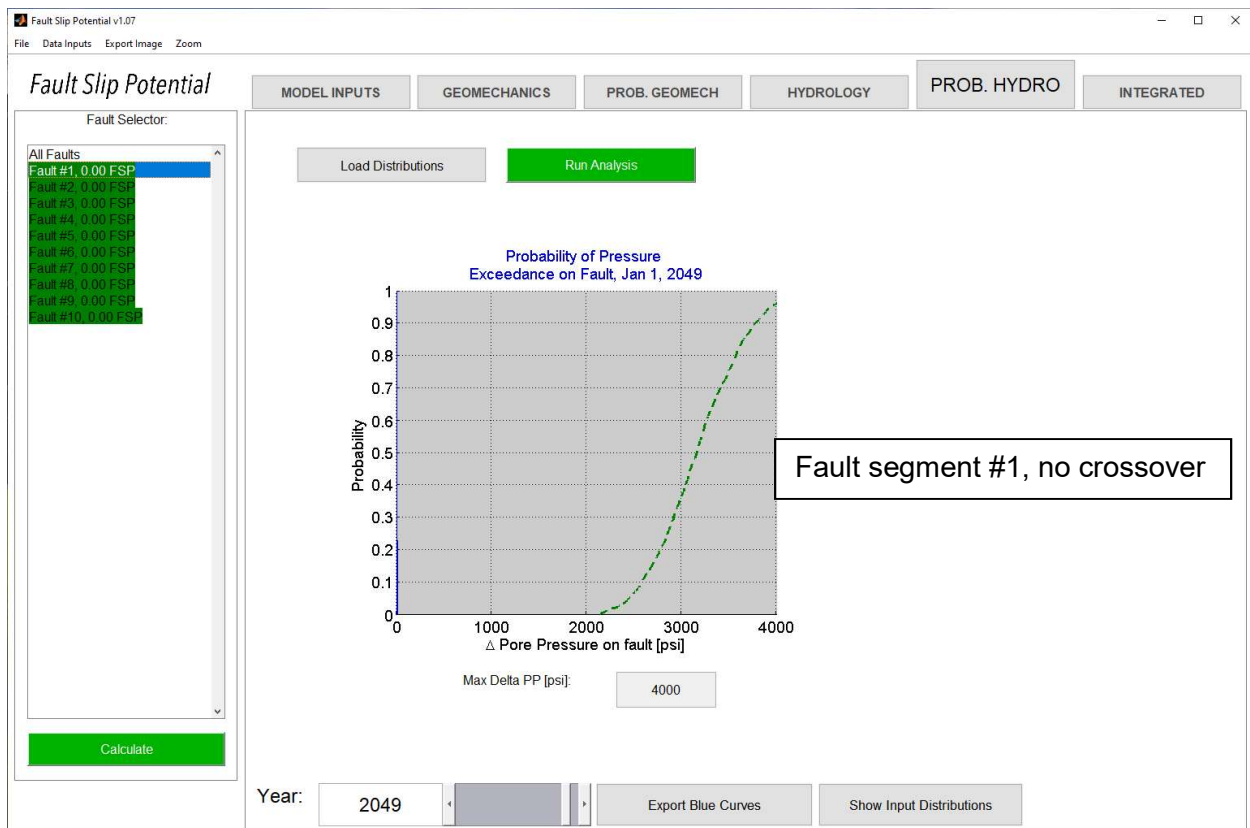 Fault Slip Potential v1.07
File Data Inputs Export Image Zoom
Fault Slip Potential
MODEL INPUTS
GEOMECHANICS
PROB. GEOMECH
HYDROLOGY
PROB. HYDRO
INTEGRATED
Fault Selector:
All Faults
Fault #1, 0.00 FSP
Fault #2, 0.00 FSP
Fault #3, 0.00 FSP
Fault #4, 0.00 FSP
Fault #5, 0.00 FSP
Fault #6, 0.00 FSP
Fault #7, 0.00 FSP
Fault #8, 0.00 FSP
Fault #9, 0.00 FSP
Fault #10, 0.00 FSP
Calculate
Load Distributions
Run Analysis
Probability of Pressure
Exceedance on Fault, Jan 1, 2049
Probability
1
0.9
0.8
0.7
0.6
0.5
0.4
0.3
0.2
0.1
0
0 1000 2000 3000 4000
Δ Pore Pressure on fault [psi]
Fault segment #1, no crossover
Max Delta PP [psi]:
4000
Year:
2049
Export Blue Curves
Show Input Distributions